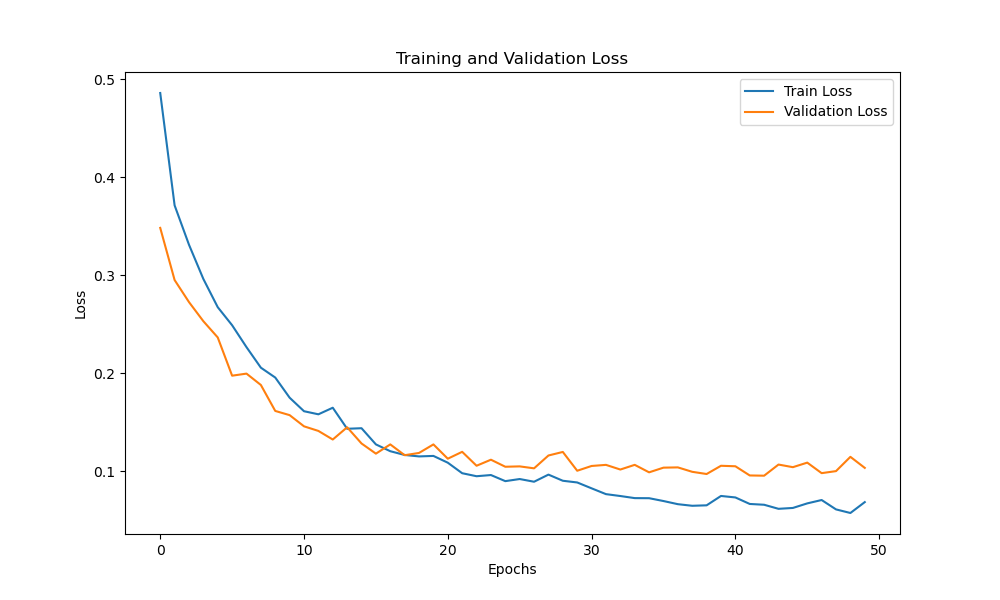 Training and Validation Loss
Train Loss
Validation Loss
0.5
0.4
0.3
0.2
0.1
Loss
0 10 20 30 40 50
Epochs